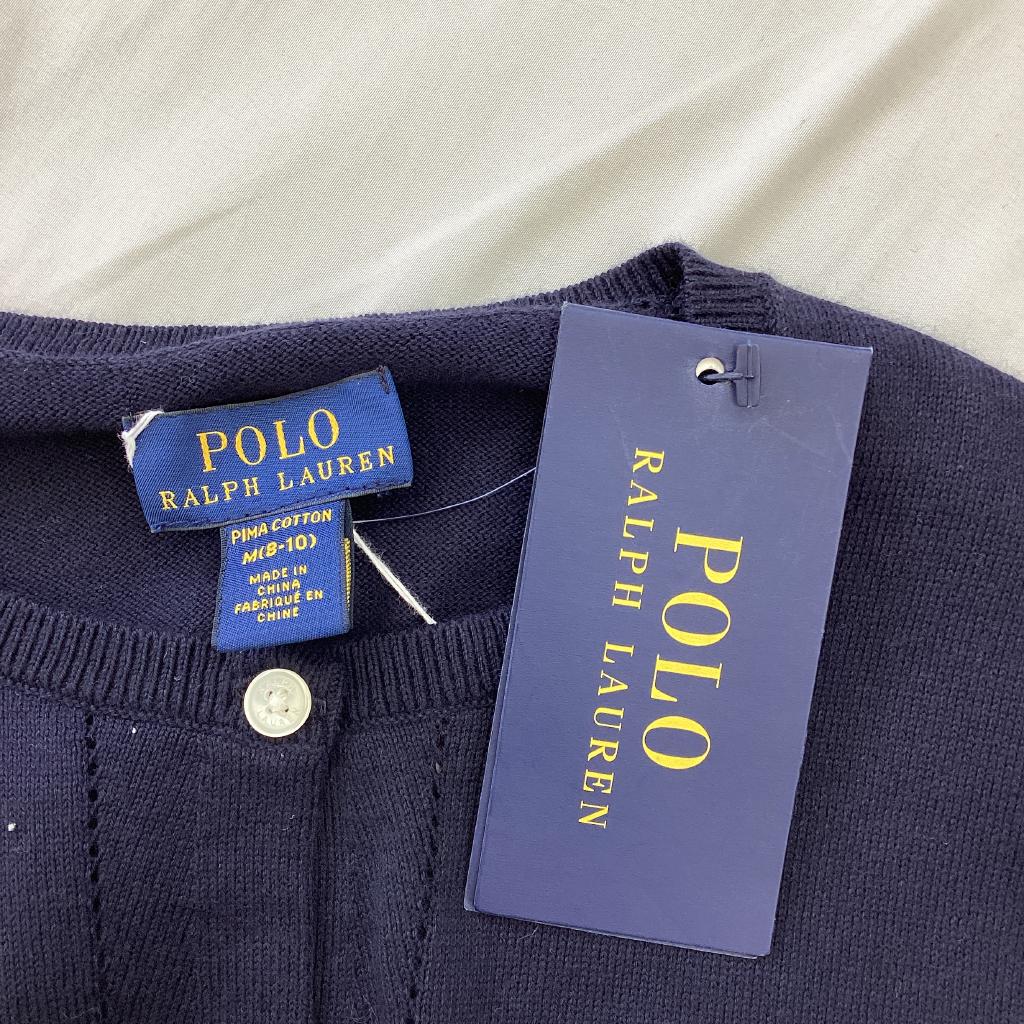 POLO
RALPH LAUREN
PIMA COTTON
M(8-10)
MADE IN
CHINA
FABRIQUÉ EN
CHINE
POLO
RALPH LAUREN